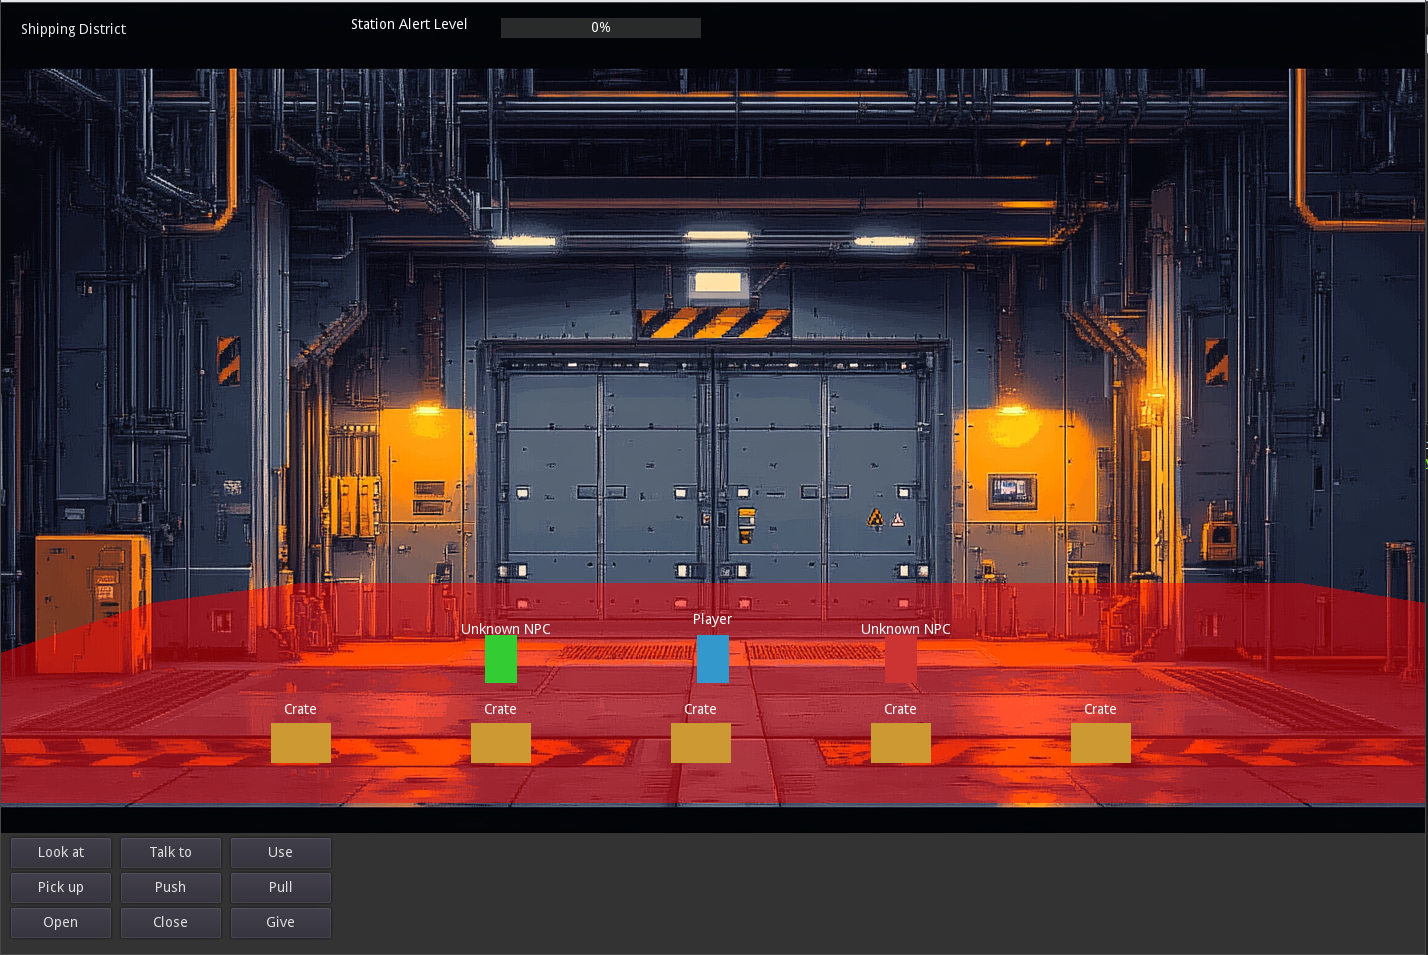 Shipping District
Station Alert Level
0%
Player
Unknown NPC
Unknown NPC
Crate
Crate
Crate
Crate
Crate
Look at
Talk to
Use
Pick up
Push
Pull
Open
Close
Give